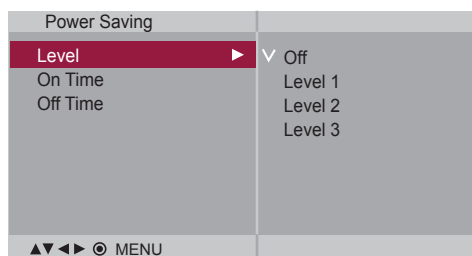 Power Saving
Level
On Time
Off Time
Off
Level 1
Level 2
Level 3
MENU